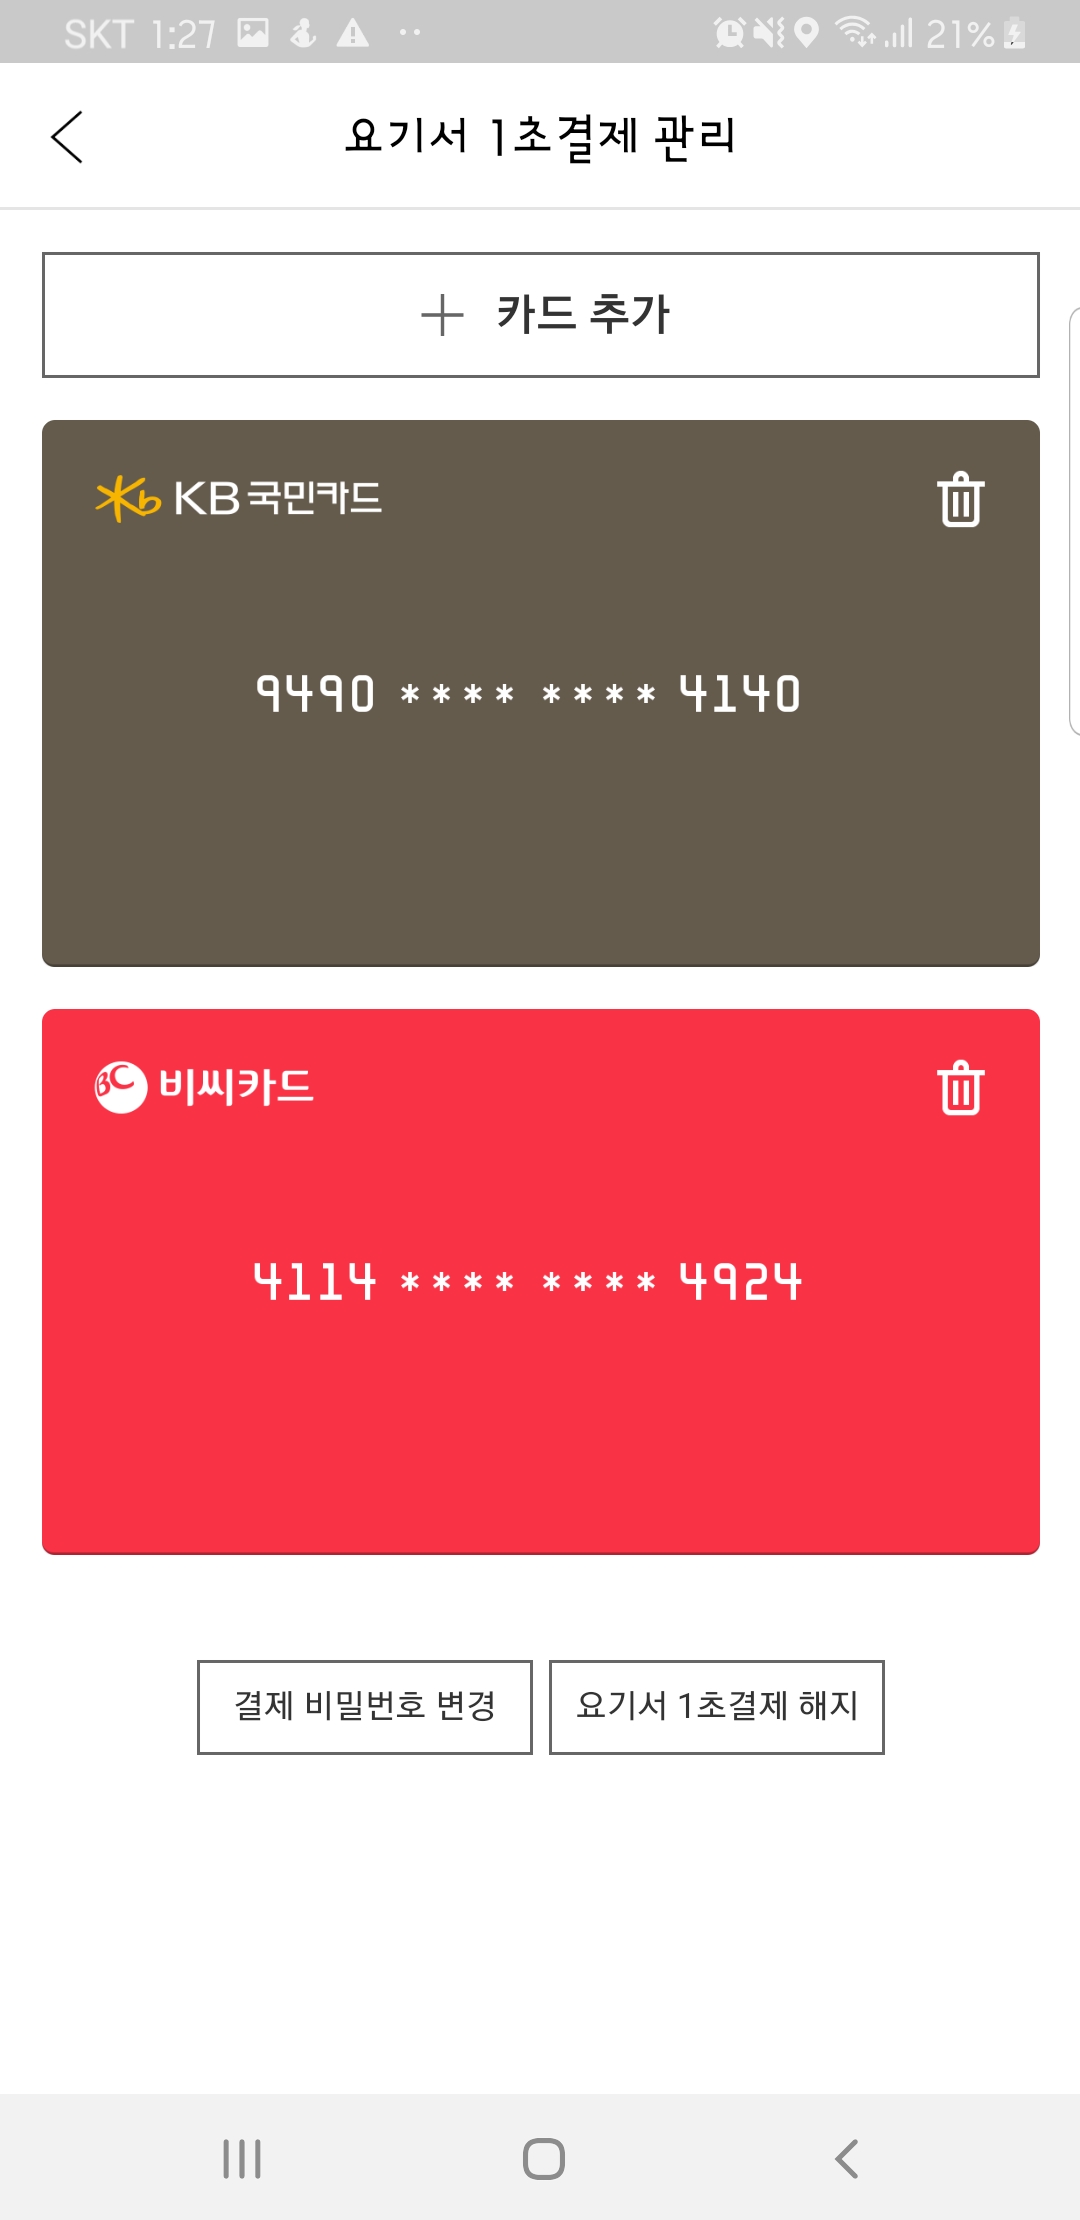 SKT 1:27 21%
요기서 1초결제 관리
카드 추가
KB 국민카드
9490 **** **** 4140
BC 비씨카드
4114 **** **** 4924
결제 비밀번호 변경 요기서 1초결제 해지